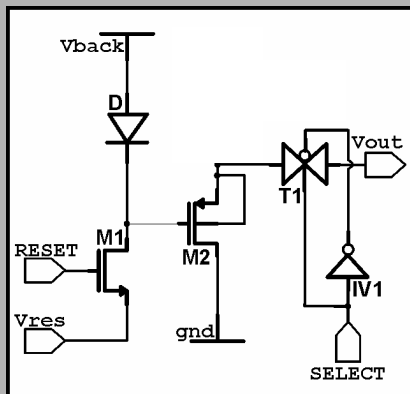 Vback
D
Vout
T1
M1
RESET
M2
IV1
Vres
gnd
SELECT